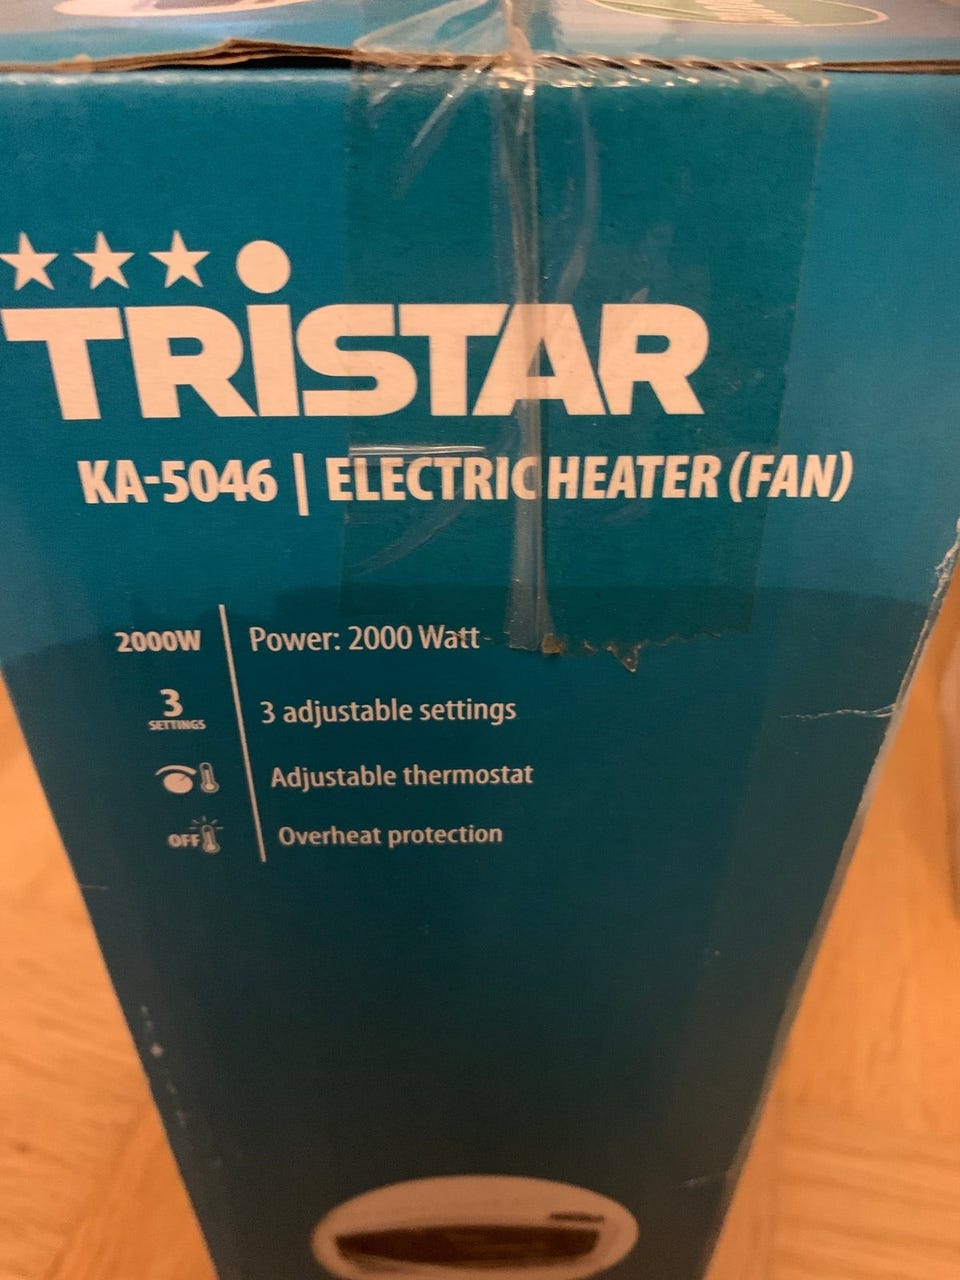 TRiSTAR
KA-5046 | ELECTRIC HEATER (FAN)
2000W
Power: 2000 Watt
3
SETTINGS
3 adjustable settings
Adjustable thermostat
OFF
Overheat protection